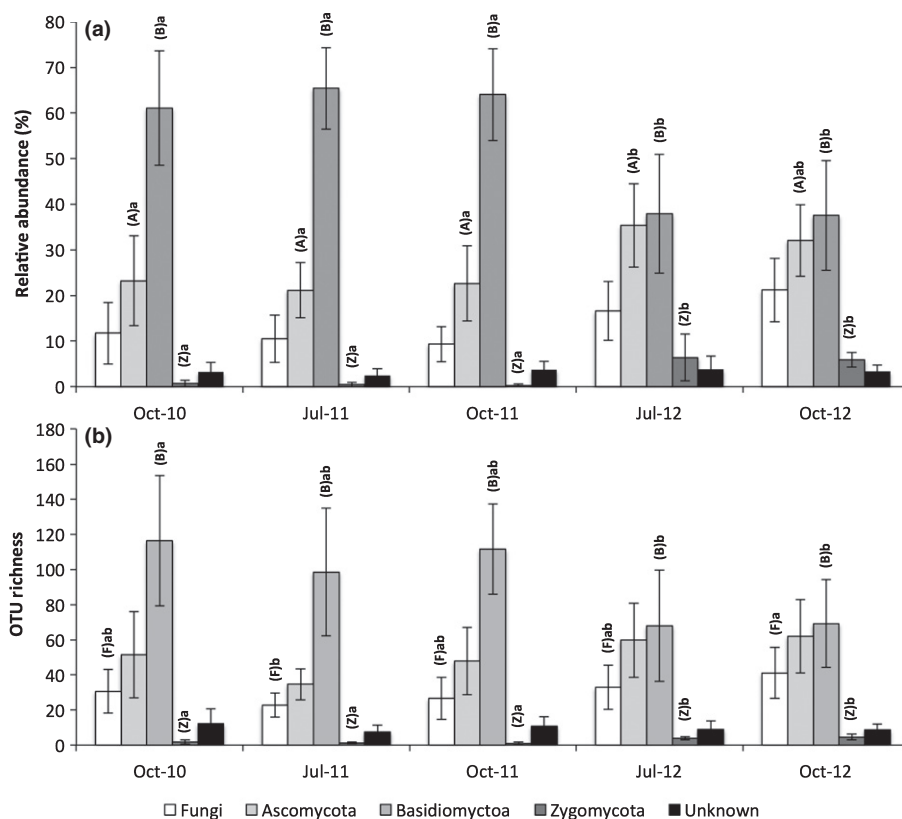 (a)
Relative abundance (%)
80
70
60
50
40
30
20
10
0
(A)a
(B)a
(Z)a
(A)a
(B)a
(Z)a
(A)a
(B)a
(Z)a
(A)b
(B)b
(Z)b
(A)ab
(B)b
(Z)b
Oct-10 Jul-11 Oct-11 Jul-12 Oct-12
(b)
OTU richness
180
160
140
120
100
80
60
40
20
0
(F)ab
(B)a
(Z)a
(F)b
(B)ab
(Z)a
(F)ab
(B)ab
(Z)a
(F)ab
(B)b
(Z)b
(F)a
(B)b
(Z)b
Oct-10 Jul-11 Oct-11 Jul-12 Oct-12
Fungi Ascomycota Basidiomyctoa Zygomycota Unknown